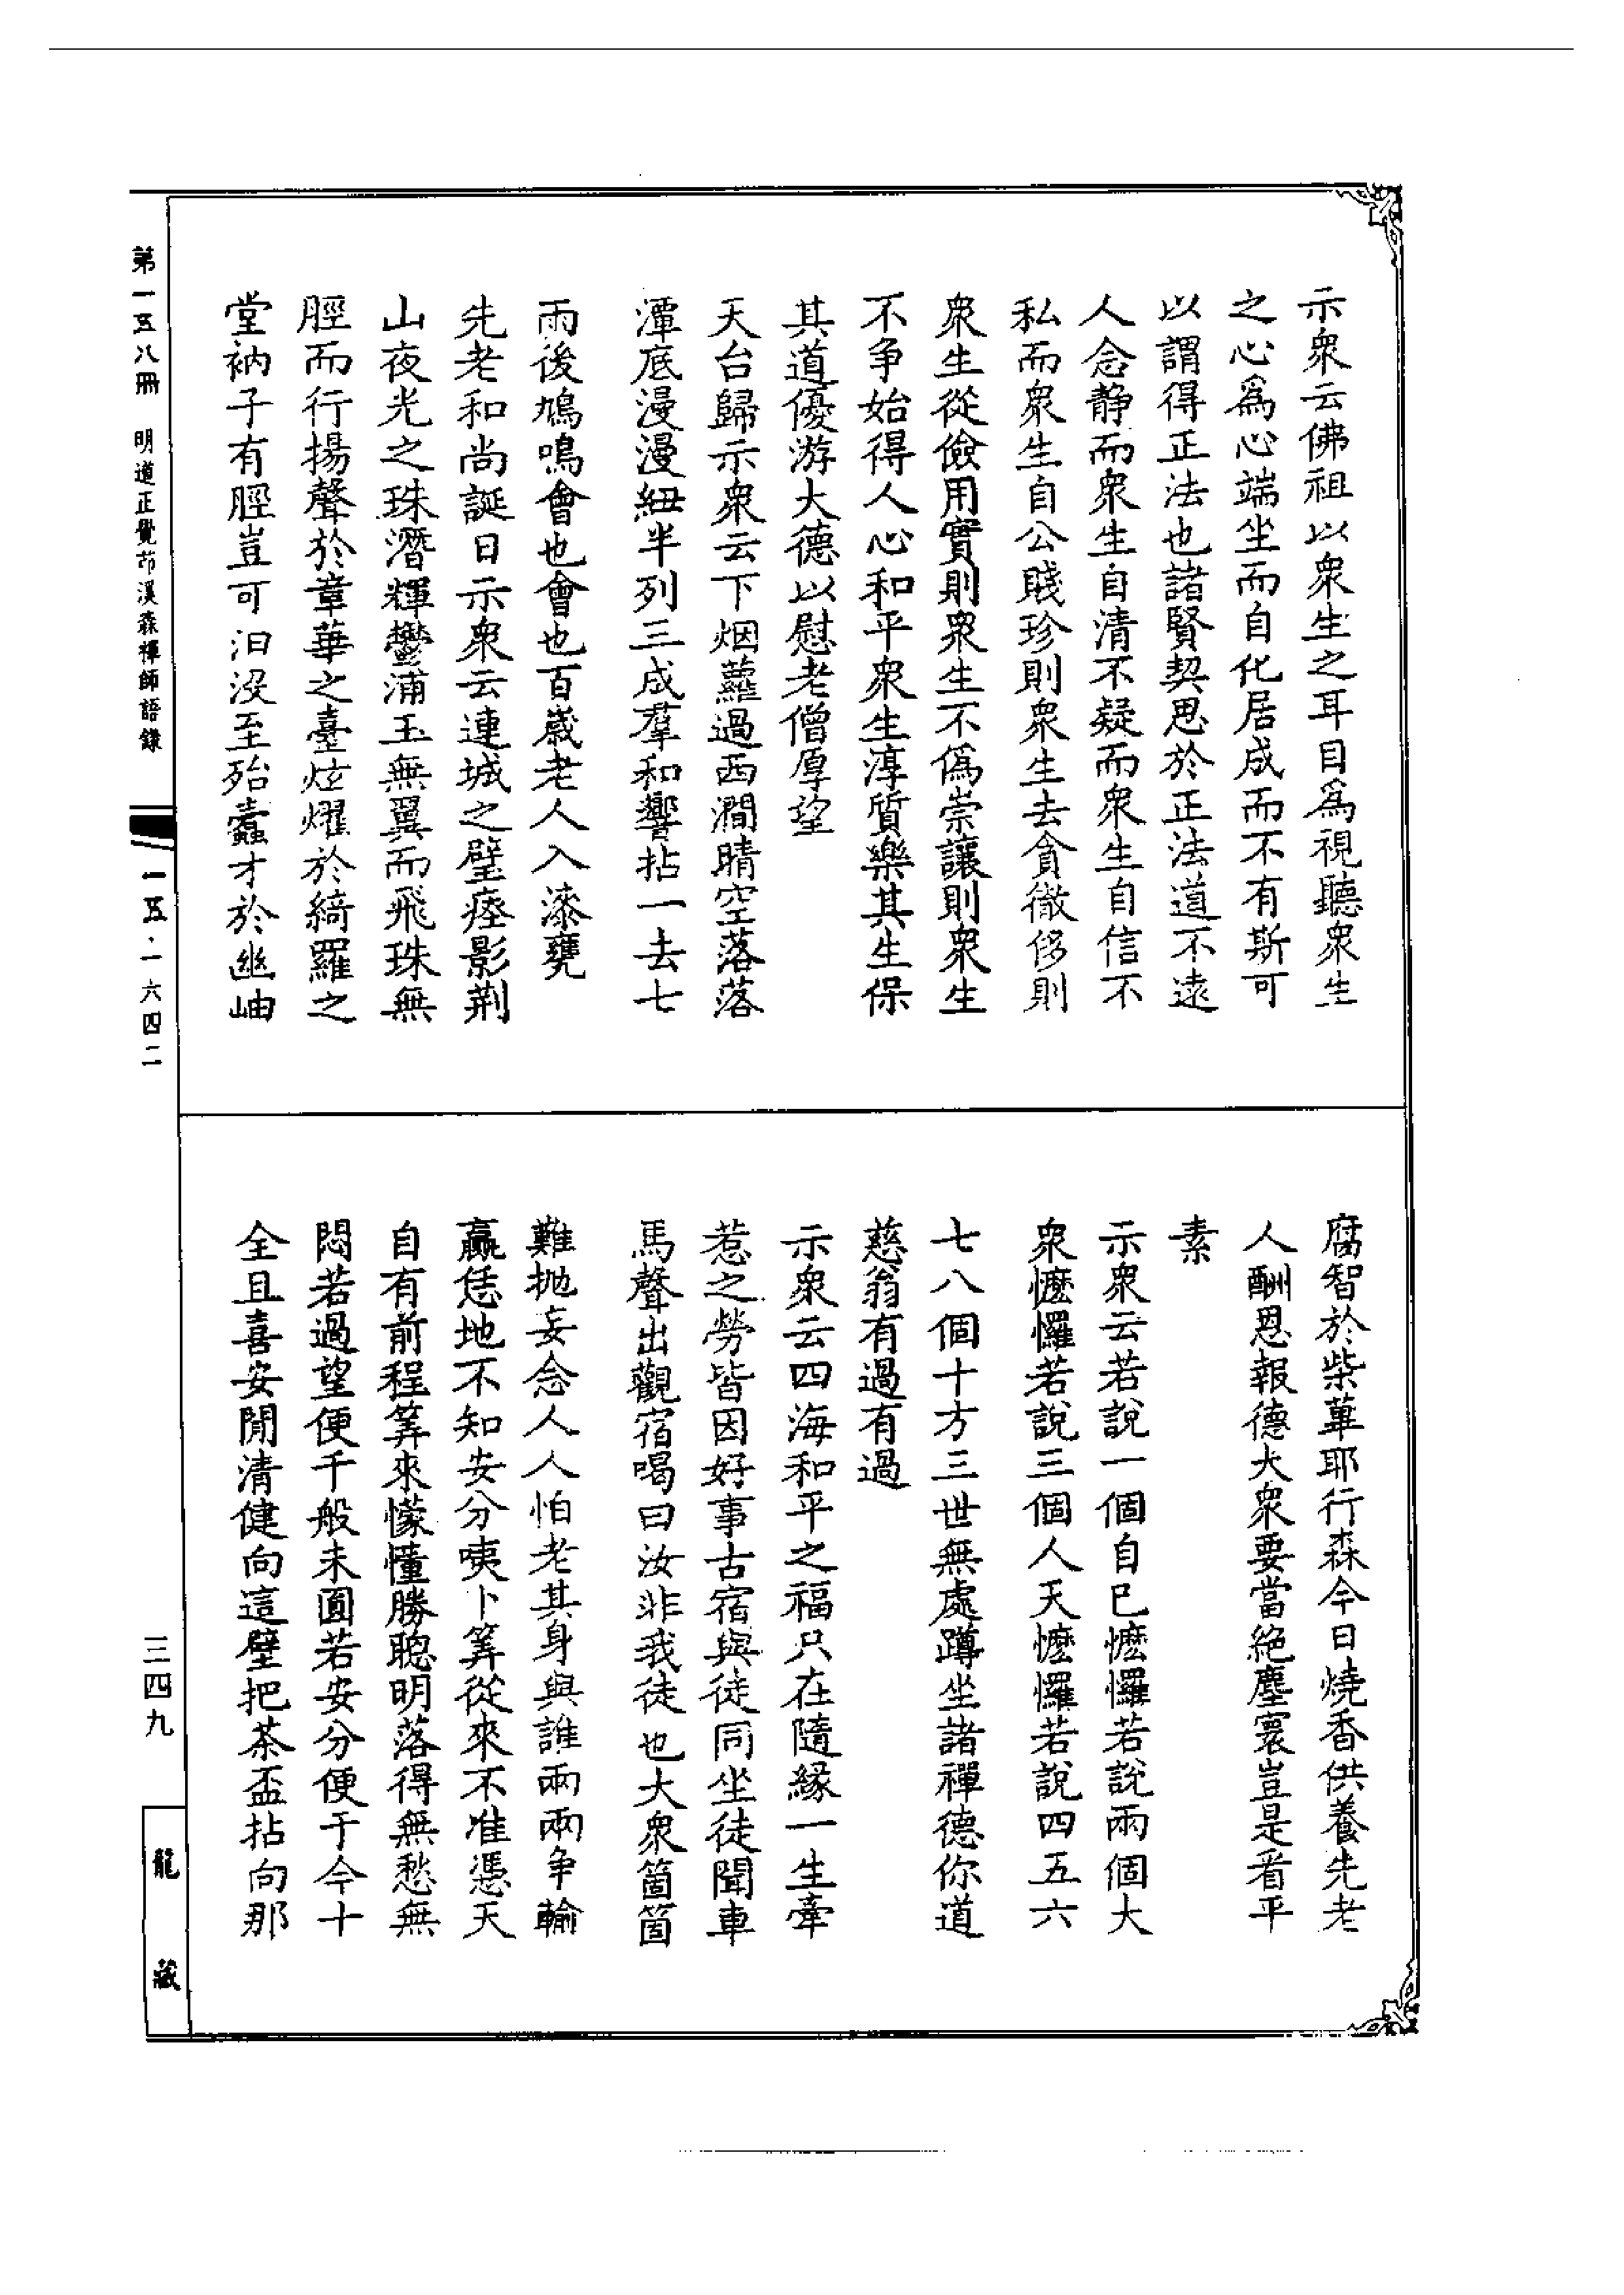 示衆云佛祖以衆生之耳目爲視聽衆生
之心爲心端坐而自化居成而不有斯可
以謂得正法也諸賢契思於正法道不遠
人念静而衆生自清不疑而衆生自信不
私而衆生自公賤珍則衆生去貪徹侈則
衆生從儉用實則衆生不僞崇讓則衆生
不争始得人心和平衆生淳質樂其生保
其道優游大德以慰老僧厚望
天台歸示衆云下烟蘿過西澗晴空落落
潭底漫漫紐半列三成羣和響拈一去七
雨後鳩鳴會也會也百歲老人入漆甕
先老和尚誕日示衆云連城之璧瘞影荆
山夜光之珠潛輝鬱浦玉無翼而飛珠無
脛而行揚聲於章華之臺炫燿於綺羅之
堂衲子有脛豈可汩没至殆蠹才於幽岫
腐智於柴蓽耶行森今日燒香供養先老
人酬恩報德大衆要當絶塵寰豈是看平
素
示衆云若說一個自巳懡㦬若說兩個大
衆懡㦬若說三個人天懡㦬若說四五六
七八個十方三世無處蹲坐諸禪德你道
慈翁有過有過
示衆云四海和平之福只在隨緣一生牽
惹之勞皆因好事古宿與徒同坐徒聞車
馬聲出觀宿喝曰汝非我徒也大衆箇箇
難抛妄念人人怕老其身與誰兩兩争輸
贏恁地不知安分咦卜筭從來不准憑天
自有前程筭來懞懂勝聰明落得無愁無
悶若過望便千般未圓若安分便于今十
全且喜安閒清健向這壁把茶盃拈向那
第一五八冊 明道正覺茆溪森禪師語錄
一五·一六四二
三四九
龍藏